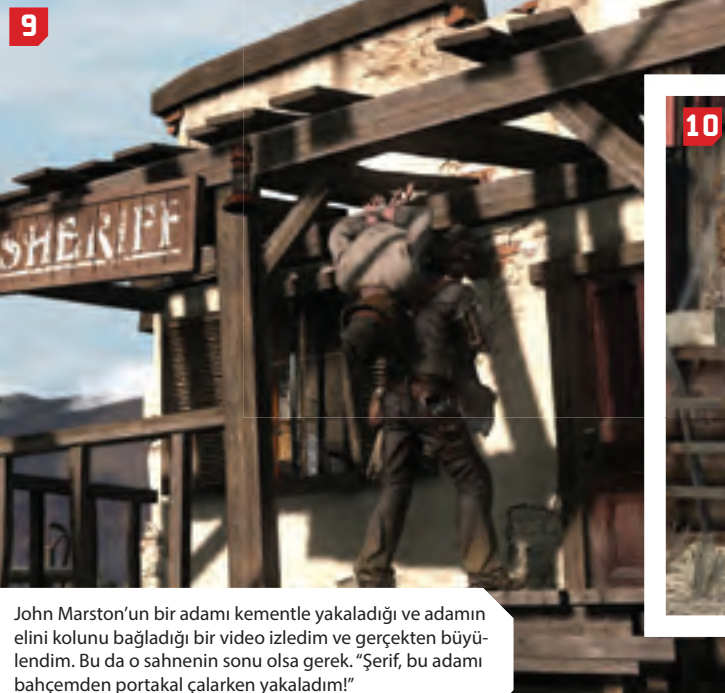 9
10
SHERIFF
John Marston’un bir adamı kementle yakaladığı ve adamın
elini kolunu bağladığı bir video izledim ve gerçekten büyü-
lendim. Bu da o sahnenin sonu olsa gerek. “Şerif, bu adamı
bahçemden portakal çalarken yakaladım!”